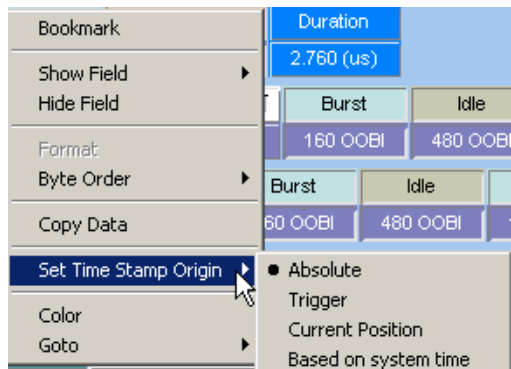 Bookmark
Show Field
Hide Field
Format
Byte Order
Copy Data
Set Time Stamp Origin
Color
Goto
Absolute
Trigger
Current Position
Based on system time
Duration
2.760 (us)
Burst Idle
160 OOBI 480 OOBI
Burst Idle
60 OOBI 480 OOBI